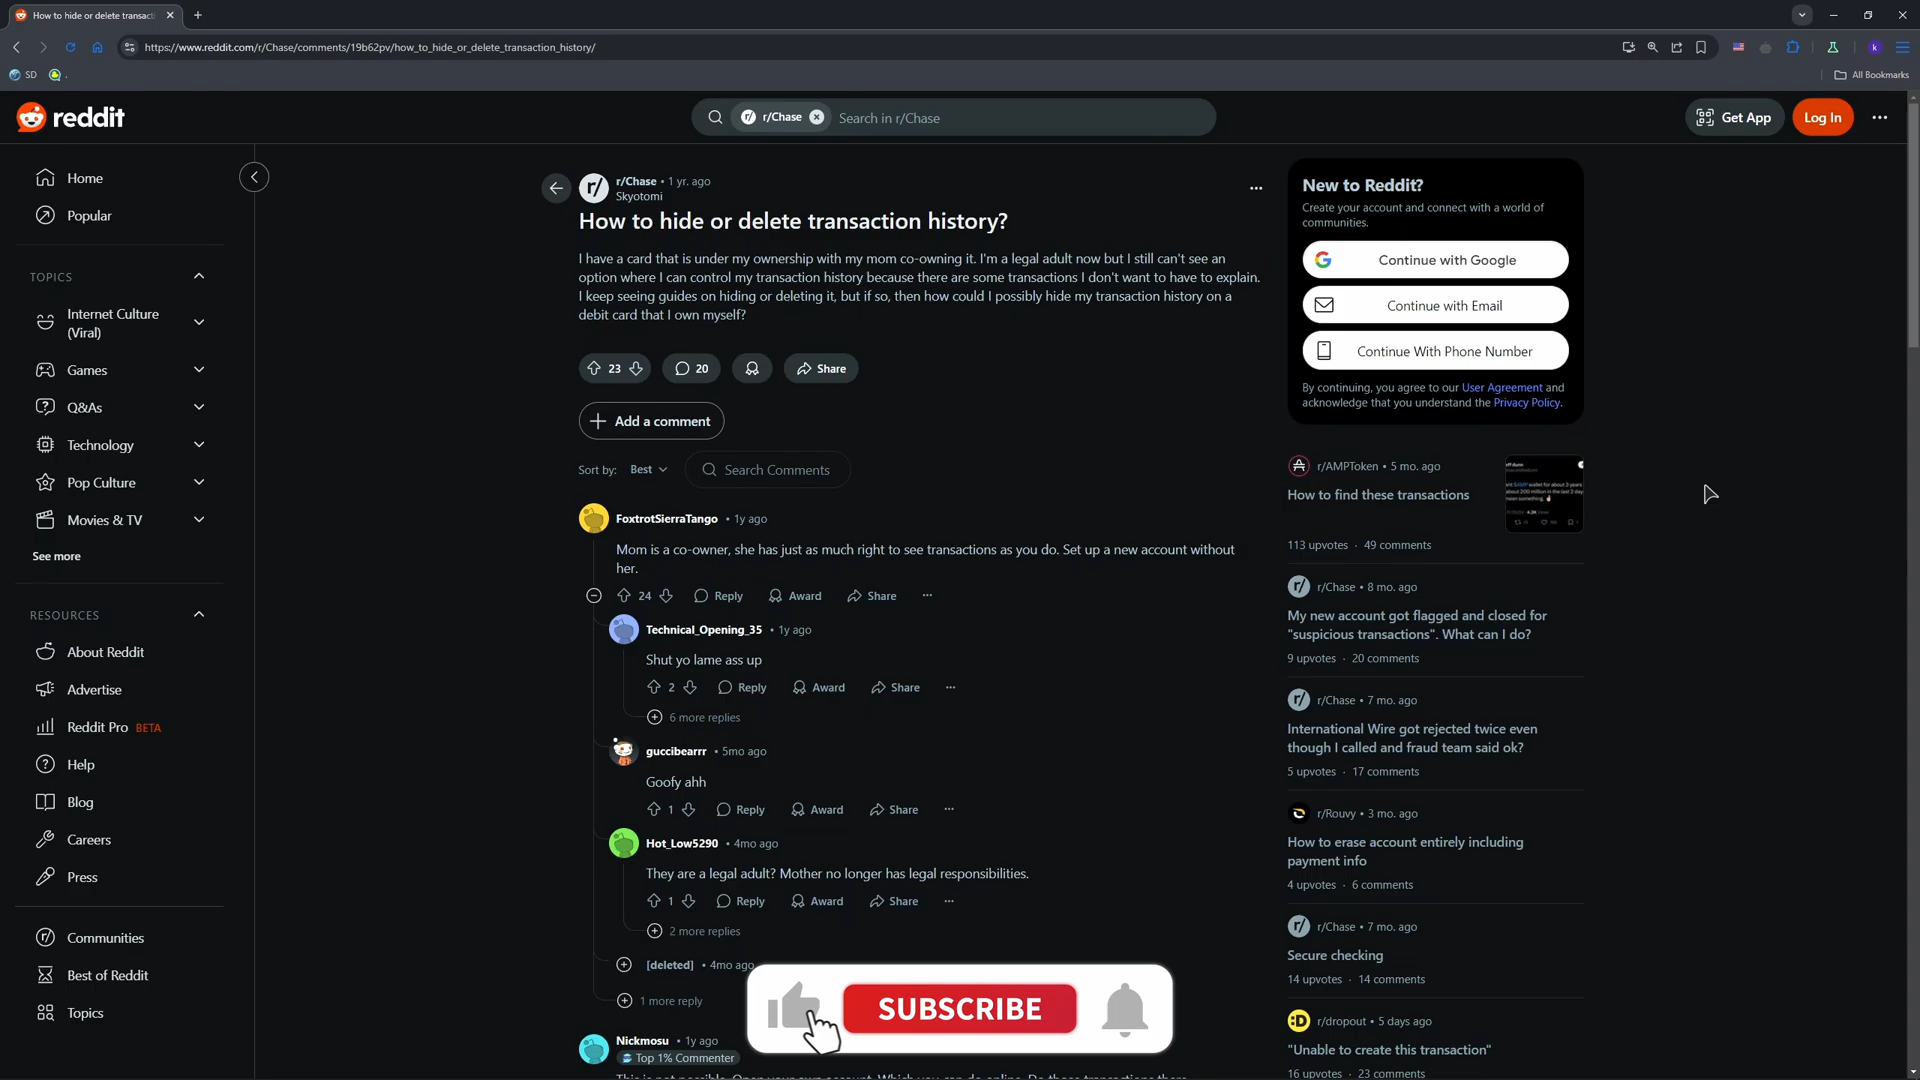 How to hide or delete transacti
https://www.reddit.com/r/Chase/comments/19b62pv/how_to_hide_or_delete_transaction_history/
SD
All Bookmarks
reddit
r/Chase
Search in r/Chase
Get App
Log In
Home
Popular
TOPICS
Internet Culture
(Viral)
Games
Q&As
Technology
Pop Culture
Movies & TV
See more
RESOURCES
About Reddit
Advertise
Reddit Pro BETA
Help
Blog
Careers
Press
Communities
Best of Reddit
Topics
r/Chase • 1 yr. ago
Skyotomi
How to hide or delete transaction history?
I have a card that is under my ownership with my mom co-owning it. I'm a legal adult now but I still can't see an
option where I can control my transaction history because there are some transactions I don't want to have to explain.
I keep seeing guides on hiding or deleting it, but if so, then how could I possibly hide my transaction history on a
debit card that I own myself?
23
20
Share
Add a comment
Sort by: Best
Search Comments
FoxtrotSierraTango • 1y ago
Mom is a co-owner, she has just as much right to see transactions as you do. Set up a new account without
her.
24 Reply Award Share
Technical_Opening_35 • 1y ago
Shut yo lame ass up
2 Reply Award Share
6 more replies
guccibearrr • 5mo ago
Goofy ahh
1 Reply Award Share
Hot_Low5290 • 4mo ago
They are a legal adult? Mother no longer has legal responsibilities.
1 Reply Award Share
2 more replies
[deleted] • 4mo ago
1 more reply
Nickmosu • 1y ago
Top 1% Commenter
SUBSCRIBE
New to Reddit?
Create your account and connect with a world of
communities.
Continue with Google
Continue with Email
Continue With Phone Number
By continuing, you agree to our User Agreement and
acknowledge that you understand the Privacy Policy.
r/AMPToken • 5 mo. ago
How to find these transactions
113 upvotes · 49 comments
r/Chase • 8 mo. ago
My new account got flagged and closed for
"suspicious transactions". What can I do?
9 upvotes · 20 comments
r/Chase • 7 mo. ago
International Wire got rejected twice even
though I called and fraud team said ok?
5 upvotes · 17 comments
r/Rouvy • 3 mo. ago
How to erase account entirely including
payment info
4 upvotes · 6 comments
r/Chase • 7 mo. ago
Secure checking
14 upvotes · 14 comments
r/dropout • 5 days ago
"Unable to create this transaction"
16 upvotes · 23 comments